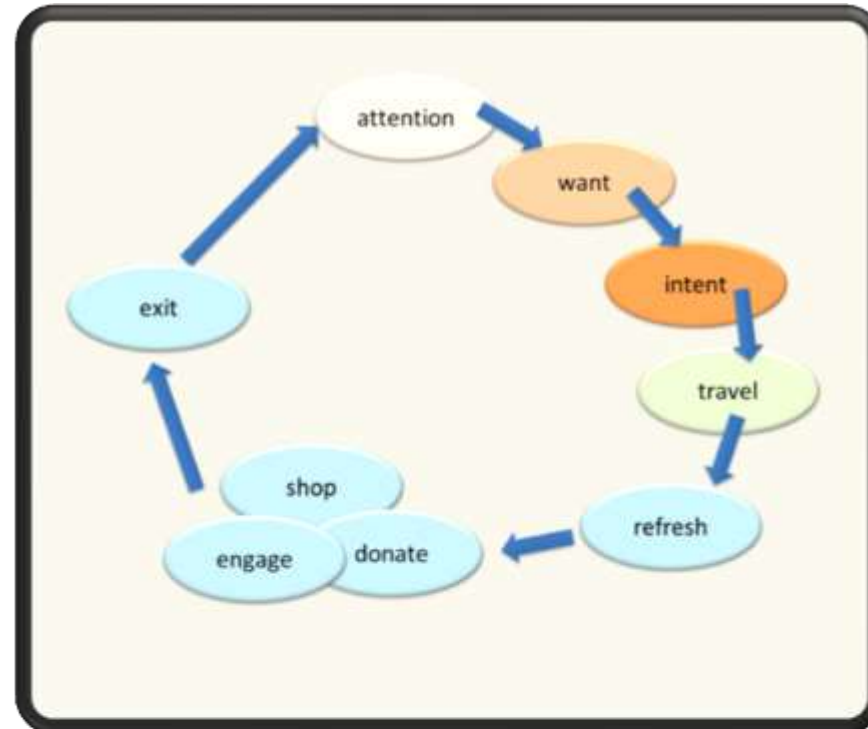 attention
want
intent
travel
refresh
donate
shop
engage
exit